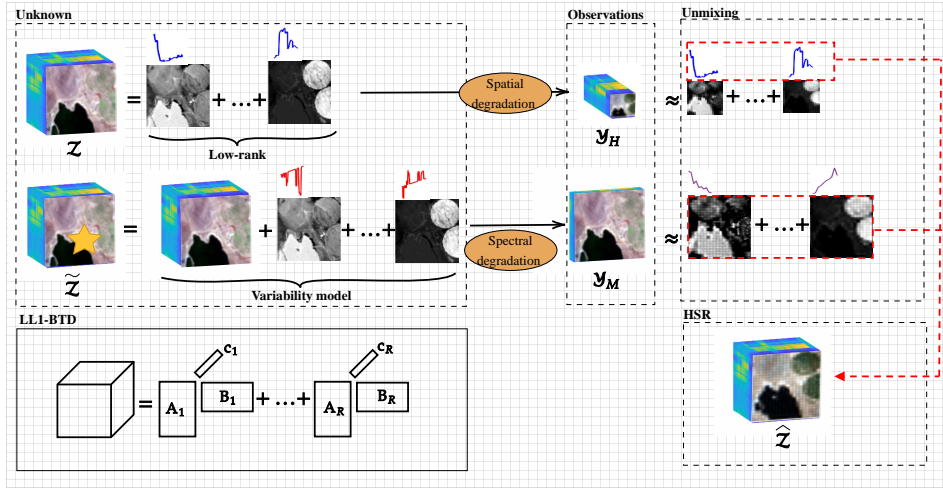 Unknown
Observations
Unmixing
𝒵
=
+ ... +
Low-rank
Spatial
degradation
𝒴_H
≈
+ ... +
𝒵̃
=
+
+ ... +
Variability model
Spectral
degradation
𝒴_M
≈
+ ... +
LL1-BTD
=
A_1
B_1
c_1
+ ... +
A_R
B_R
c_R
HSR
𝒵̂